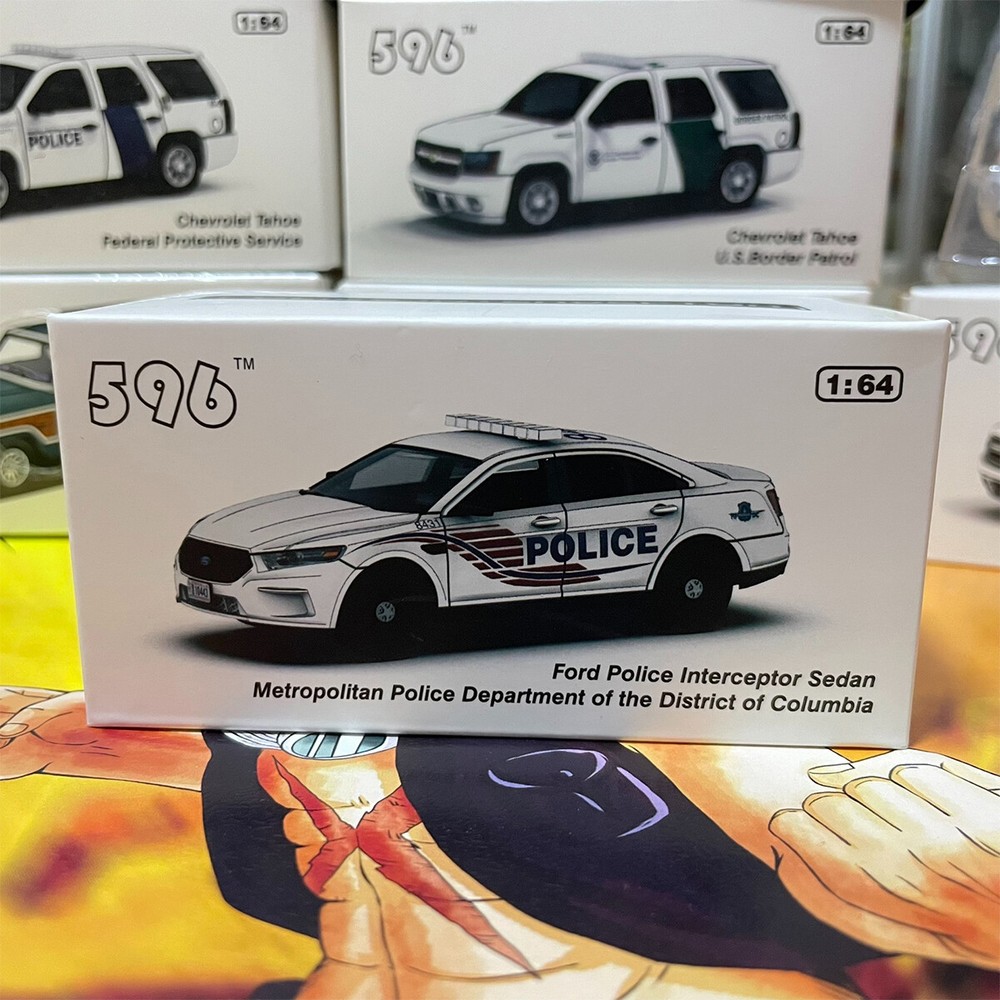 1:64
POLICE
Chevrolet Tahoe
Federal Protective Service
596™
1:64
Chevrolet Tahoe
U.S.Border Patrol
596™
1:64
8431
POLICE
Ford Police Interceptor Sedan
Metropolitan Police Department of the District of Columbia